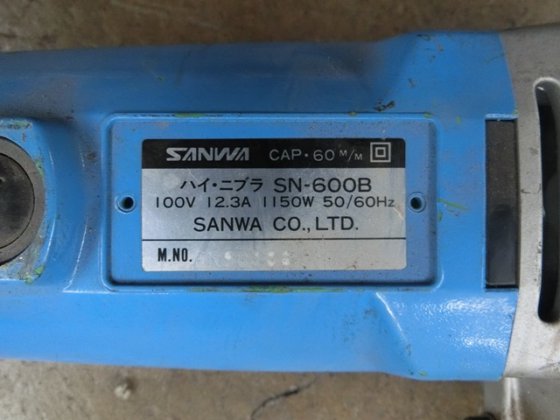 SANWA CAP・60 M/M
ハイ・ニブラ SN-600B
100V 12.3A 1150W 50/60Hz
SANWA CO.,LTD.
M.NO.